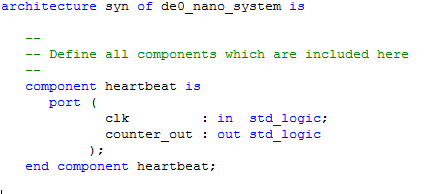 architecture syn of de0_nano_system is
--
-- Define all components which are included here
--
component heartbeat is
port (
clk : in std_logic;
counter_out : out std_logic
);
end component heartbeat;